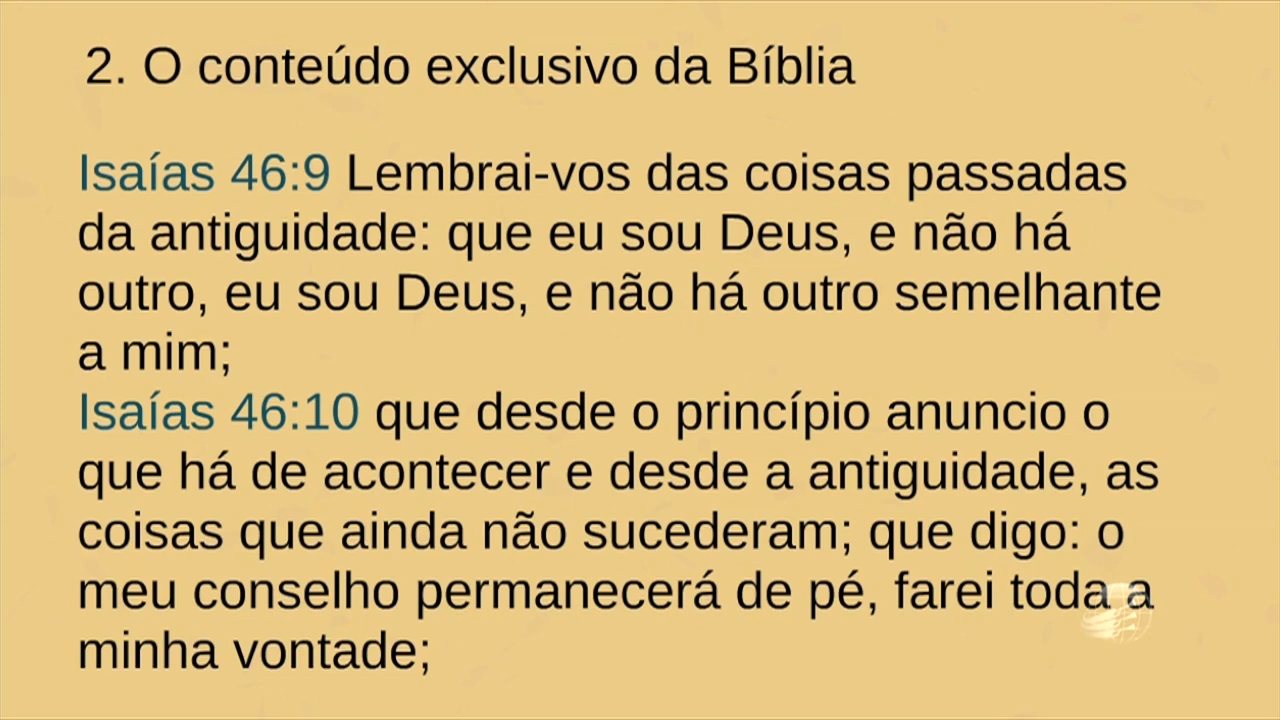 2. O conteúdo exclusivo da Bíblia
Isaías 46:9 Lembrai-vos das coisas passadas
da antiguidade: que eu sou Deus, e não há
outro, eu sou Deus, e não há outro semelhante
a mim;
Isaías 46:10 que desde o princípio anuncio o
que há de acontecer e desde a antiguidade, as
coisas que ainda não sucederam; que digo: o
meu conselho permanecerá de pé, farei toda a
minha vontade;